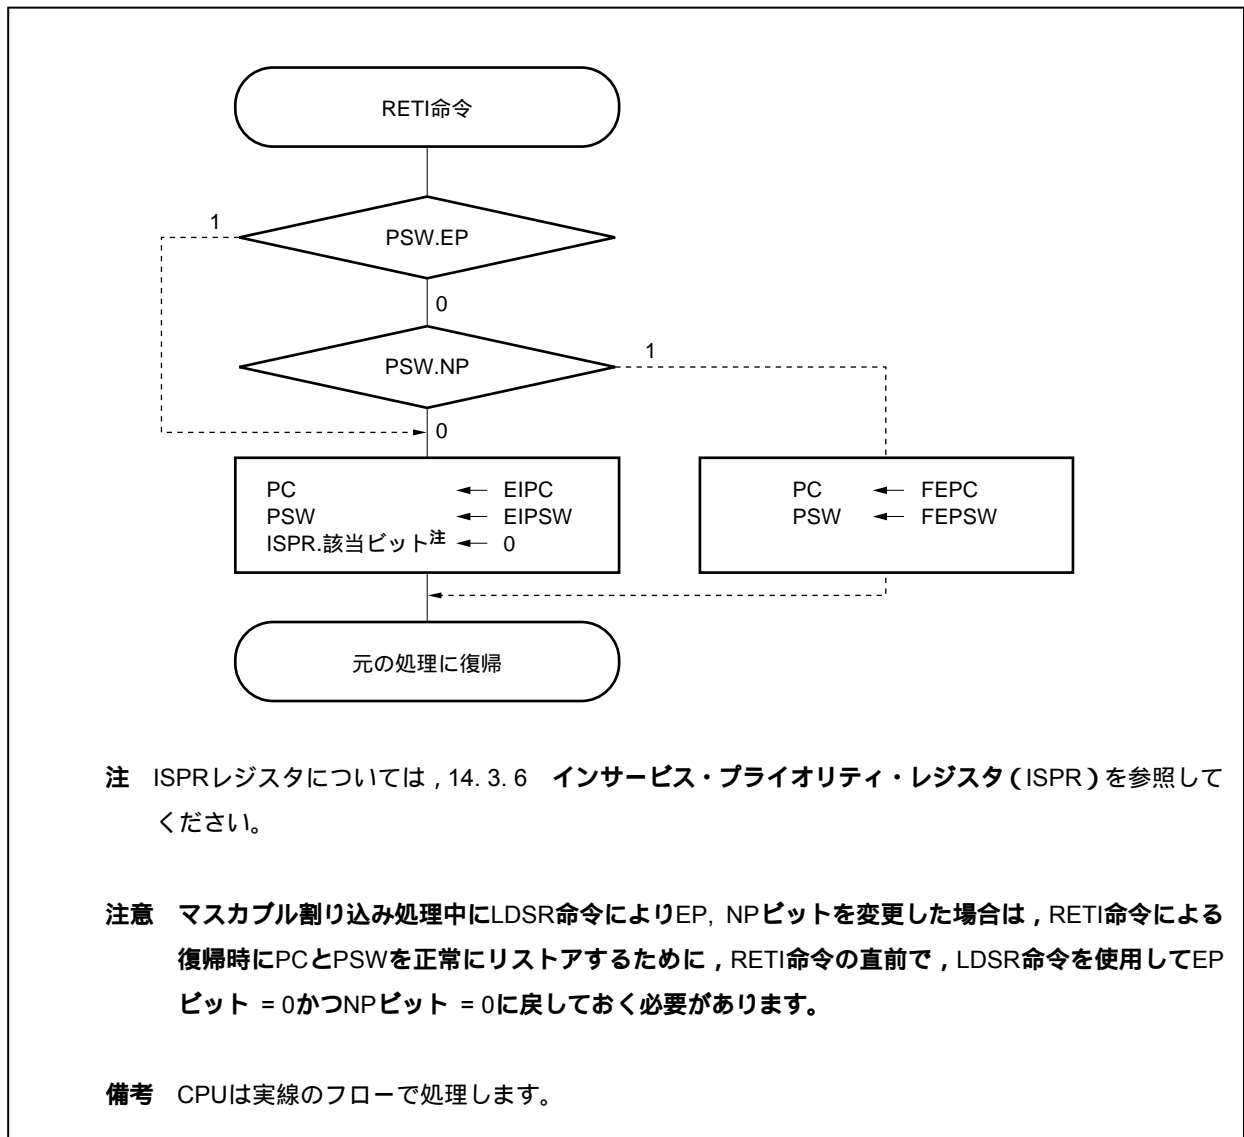 RETI命令
1
PSW.EP
0
PSW.NP
1
0
PC ← EIPC
PSW ← EIPSW
ISPR.該当ビット注 ← 0
PC ← FEPC
PSW ← FEPSW
元の処理に復帰
注 ISPRレジスタについては，14. 3. 6 インサービス・プライオリティ・レジスタ（ISPR）を参照して
ください。
注意 マスカブル割り込み処理中にLDSR命令によりEP, NPビットを変更した場合は，RETI命令による
復帰時にPCとPSWを正常にリストアするために，RETI命令の直前で，LDSR命令を使用してEP
ビット = 0かつNPビット = 0に戻しておく必要があります。
備考 CPUは実線のフローで処理します。